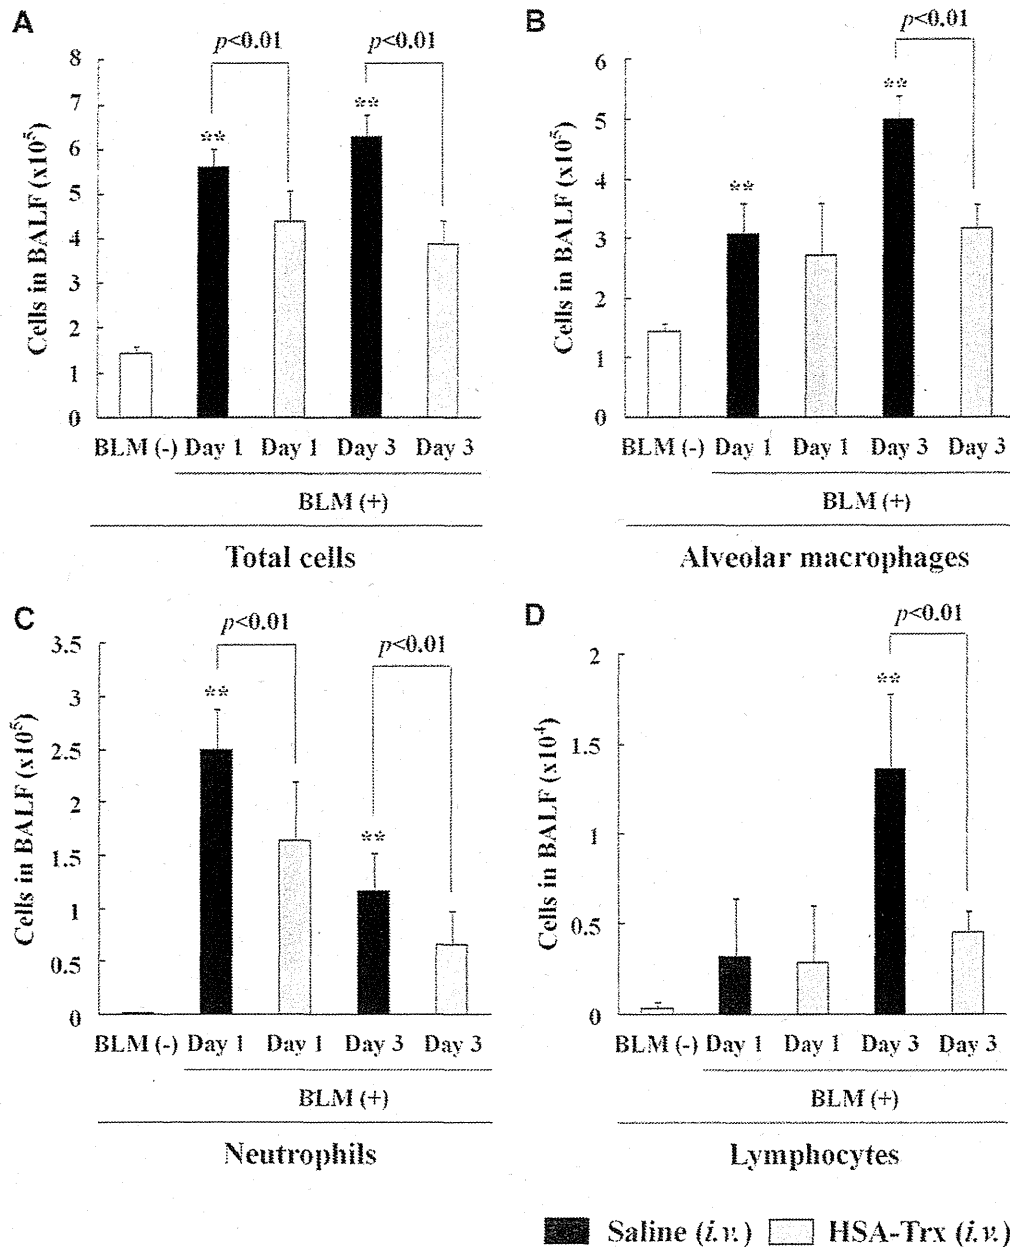 A
p<0.01
p<0.01
8
7
6
5
4
3
2
1
0
**
**
Cells in BALF (x10⁵)
BLM (-) Day 1 Day 1 Day 3 Day 3
BLM (+)
Total cells
B
p<0.01
6
5
4
3
2
1
0
**
**
Cells in BALF (x10⁵)
BLM (-) Day 1 Day 1 Day 3 Day 3
BLM (+)
Alveolar macrophages
C
p<0.01
p<0.01
3.5
3
2.5
2
1.5
1
0.5
0
**
**
Cells in BALF (x10⁵)
BLM (-) Day 1 Day 1 Day 3 Day 3
BLM (+)
Neutrophils
D
p<0.01
2
1.5
1
0.5
0
**
Cells in BALF (x10⁴)
BLM (-) Day 1 Day 1 Day 3 Day 3
BLM (+)
Lymphocytes
Saline (i.v.) HSA-Trx (i.v.)